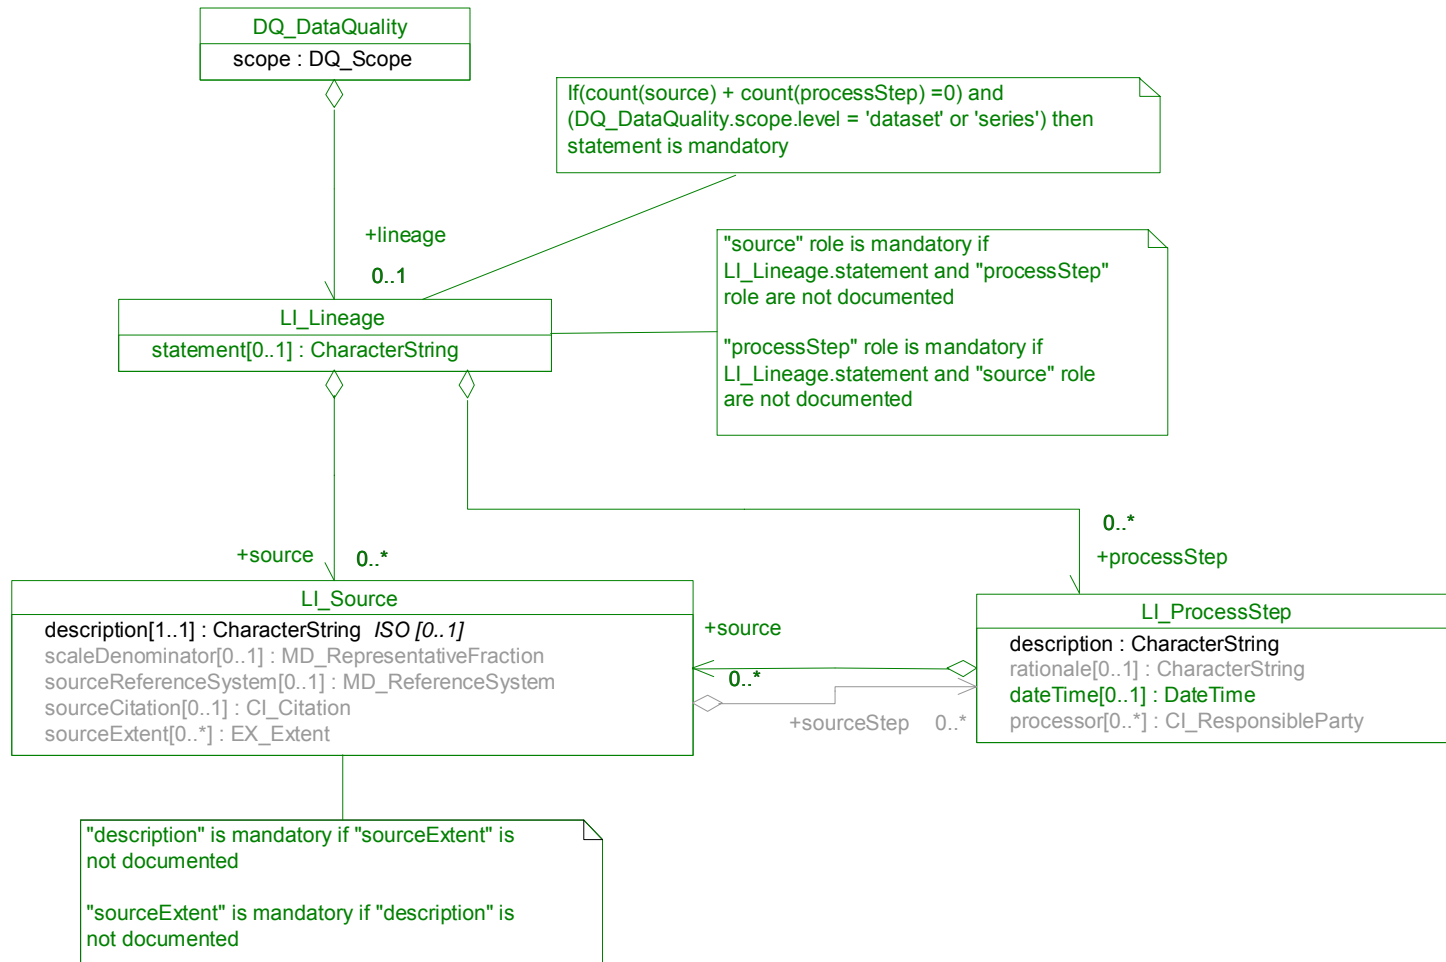 DQ_DataQuality
scope : DQ_Scope
If(count(source) + count(processStep) =0) and
(DQ_DataQuality.scope.level = 'dataset' or 'series') then
statement is mandatory
+lineage
0..1
"source" role is mandatory if
LI_Lineage.statement and "processStep"
role are not documented
"processStep" role is mandatory if
LI_Lineage.statement and "source" role
are not documented
LI_Lineage
statement[0..1] : CharacterString
+source
0..*
0..*
+processStep
LI_Source
description[1..1] : CharacterString ISO [0..1]
scaleDenominator[0..1] : MD_RepresentativeFraction
sourceReferenceSystem[0..1] : MD_ReferenceSystem
sourceCitation[0..1] : CI_Citation
sourceExtent[0..*] : EX_Extent
+source
0..*
+sourceStep
0..*
LI_ProcessStep
description : CharacterString
rationale[0..1] : CharacterString
dateTime[0..1] : DateTime
processor[0..*] : CI_ResponsibleParty
"description" is mandatory if "sourceExtent" is
not documented
"sourceExtent" is mandatory if "description" is
not documented